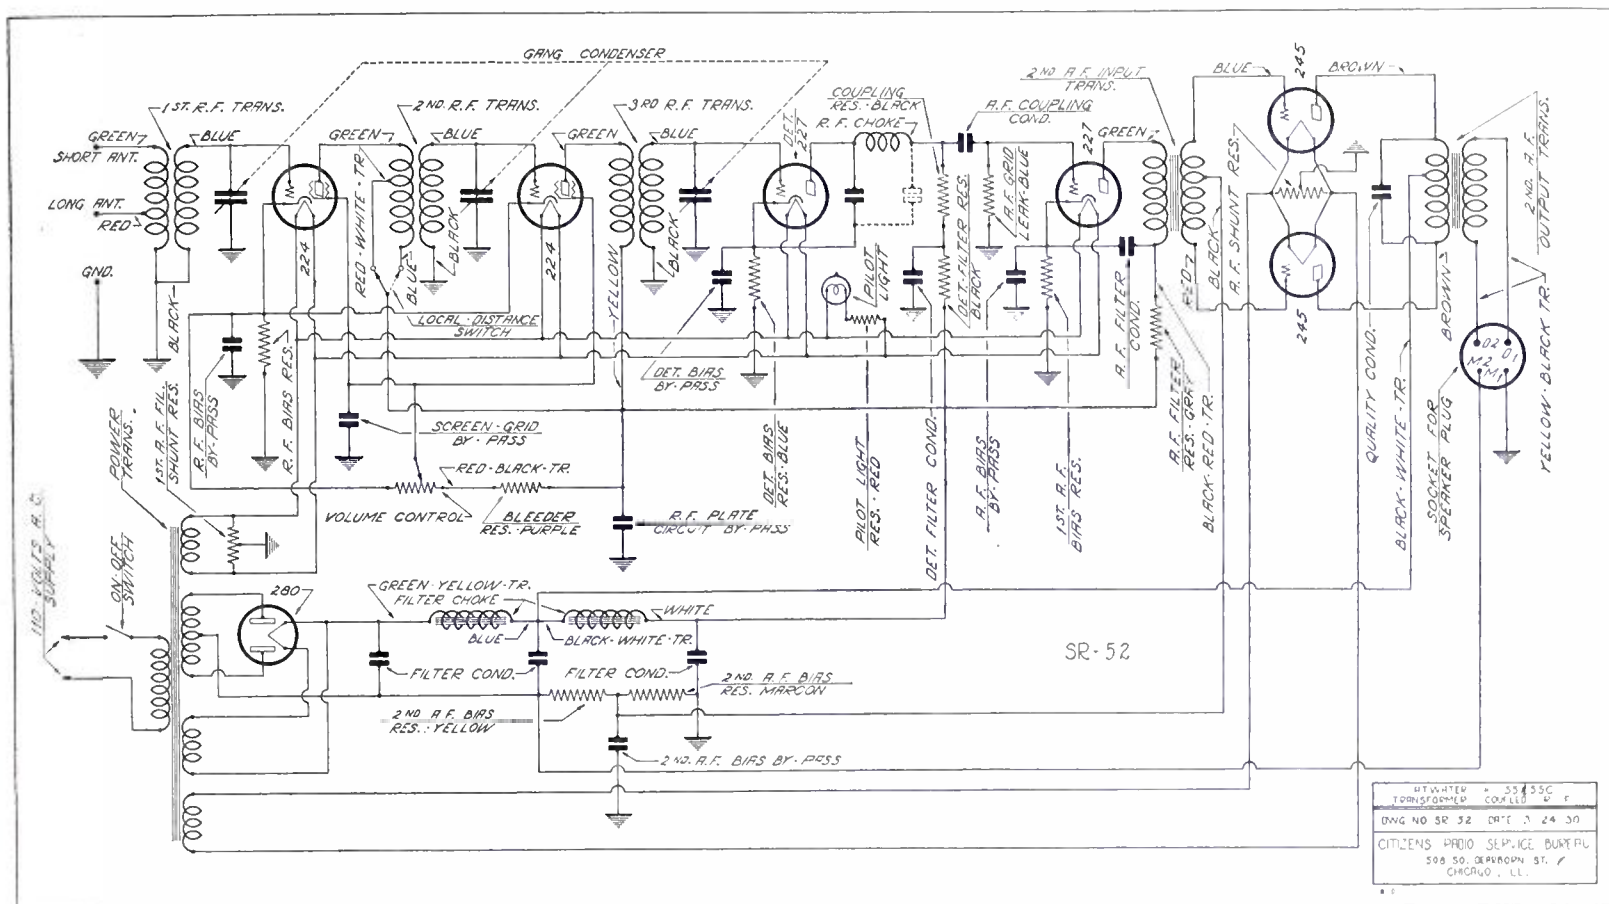 GANG CONDENSER
1ST. R.F. TRANS.
2ND. R.F. TRANS.
3RD R.F. TRANS.
COUPLING
RES.-BLACK
R.F. CHOKE
A.F. COUPLING
COND.
2ND A.F. INPUT
TRANS.
BLUE
245
BROWN
GREEN
SHORT ANT.
BLUE
GREEN
BLUE
GREEN
BLUE
DET.
227
227
GREEN
LONG ANT.
RED
GND.
BLACK
224
RED-WHITE-TR.
BLUE
BLACK
224
YELLOW
BLACK
PILOT
LIGHT
DET.-FILTER RES.
BLACK
A.F. GRID
LEAK-BLUE
RED
BLACK
A.F. SHUNT RES.
245
2ND. A.F.
OUTPUT TRANS.
LOCAL-DISTANCE
SWITCH
DET. BIAS
BY-PASS
A.F. FILTER
COND.
QUALITY COND.
BROWN
D2
D1
M2
M1
YELLOW-BLACK TR.
POWER
TRANS.
1ST. A.F. FIL.
SHUNT RES.
R.F. BIAS
BY-PASS
R.F. BIAS RES.
SCREEN-GRID
BY-PASS
RED-BLACK-TR.
VOLUME CONTROL
BLEEDER
RES.-PURPLE
R.F. PLATE
CIRCUIT BY-PASS
DET. BIAS
RES.-BLUE
PILOT LIGHT
RES.-RED
DET. FILTER COND.
A.F. BIAS
BY-PASS
1ST. A.F.
BIAS RES.
A.F. FILTER
RES.-GRAY
BLACK-RED-TR.
BLACK-WHITE-TR.
SOCKET FOR
SPEAKER PLUG
110-VOLTS A.C.
SUPPLY
ON-OFF
SWITCH
280
GREEN-YELLOW-TR.
FILTER CHOKE
BLUE
WHITE
BLACK-WHITE-TR.
FILTER COND.
FILTER COND.
2ND A.F. BIAS
RES.-YELLOW
2ND. A.F. BIAS
RES. MAROON
2ND. A.F. BIAS BY-PASS
SR-52
TRANSFORMER COUPLED R F
DWG NO SR 52
CITIZENS RADIO SERVICE BUREAU
508 SO. DEARBORN ST.
CHICAGO, ILL.